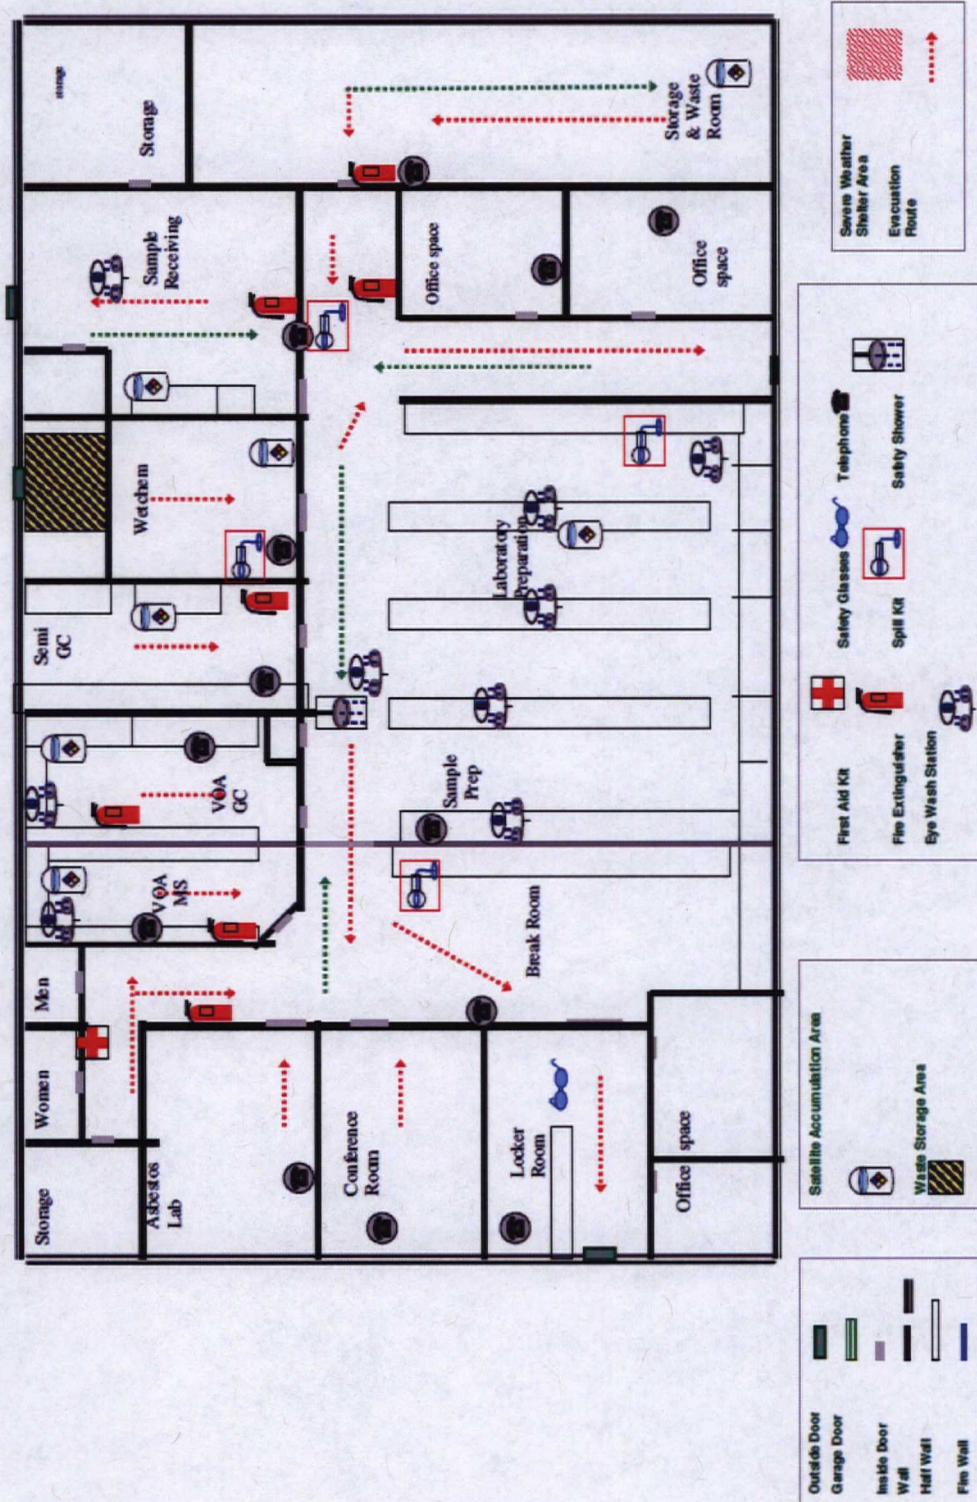 storage
Storage
Storage
& Waste
Room
Sample
Receiving
Office space
Office
space
Wetchem
Semi
GC
Laboratory
Preparation
VOA
GC
Sample
Prep
VOA
MS
Break Room
Men
Women
Storage
Asbestos
Lab
Conference
Room
Locker
Room
Office space
Severe Weather
Shelter Area
Evacuation
Route
First Aid Kit
Safety Glasses
Telephone
Fire Extinguisher
Spill Kit
Safety Shower
Eye Wash Station
Satellite Accumulation Area
Waste Storage Area
Outside Door
Garage Door
Inside Door
Wall
Half Wall
Fire Wall